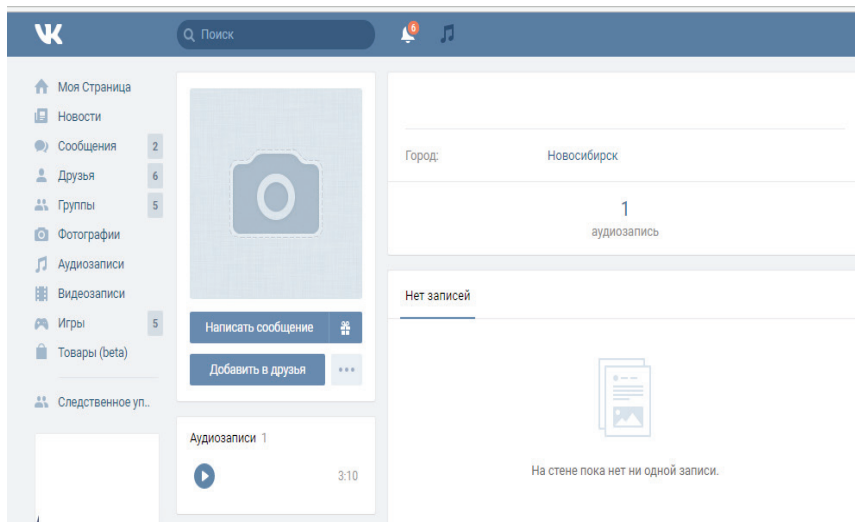 Поиск
6
Моя Страница
Новости
Сообщения 2
Друзья 6
Группы 5
Фотографии
Аудиозаписи
Видеозаписи
Игры 5
Товары (beta)
Следственное уп..
Написать сообщение
Добавить в друзья
Аудиозаписи 1
3:10
Город: Новосибирск
1
аудиозапись
Нет записей
На стене пока нет ни одной записи.